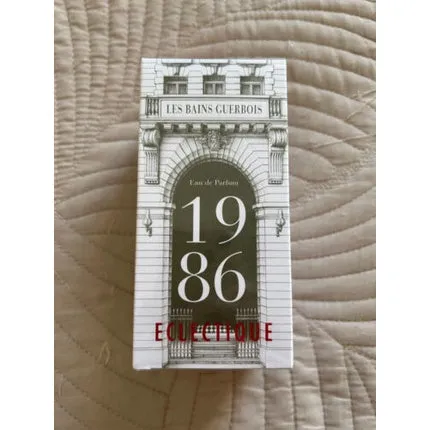 LES BAINS GUERBOIS
Eau de Parfum
19
86
ECLECTIQUE